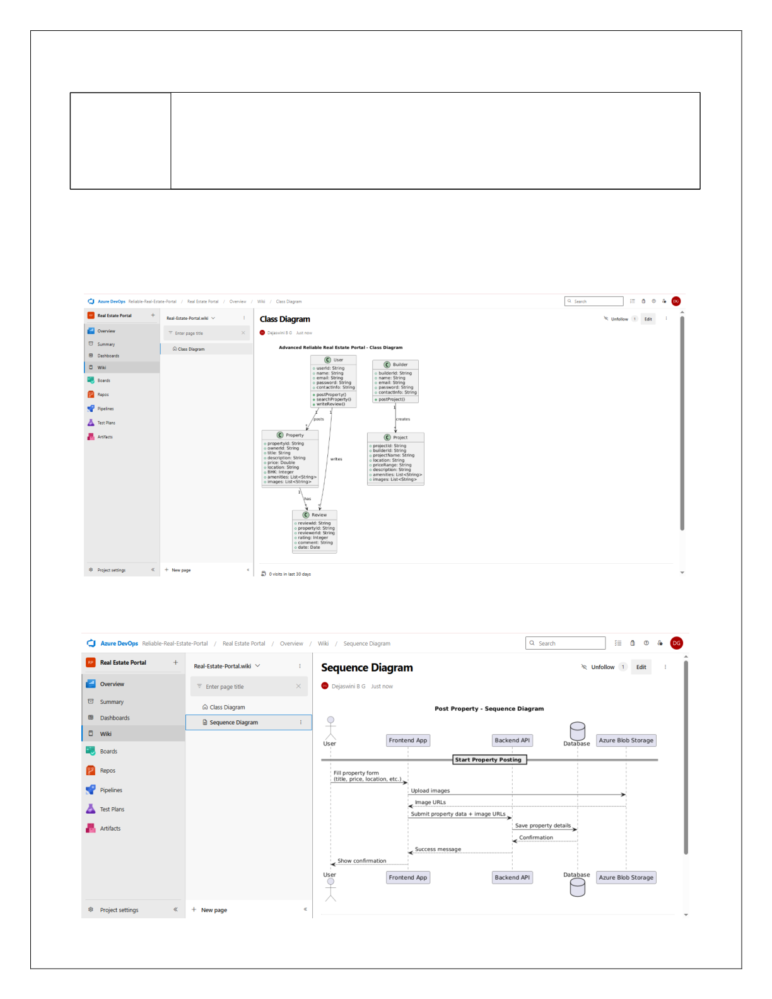 Azure DevOps Reliable-Real-Estate-Portal / Real Estate Portal / Overview / Wiki / Class Diagram
Search
Real Estate Portal +
Overview
Summary
Dashboards
Wiki
Boards
Repos
Pipelines
Test Plans
Artifacts
Project settings
Real-Estate-Portal.wiki
Enter page title
Class Diagram
+ New page
Class Diagram
Unfollow 1 Edit
Dejaswini B G Just now
Advanced Reliable Real Estate Portal - Class Diagram
C User
userId: String
name: String
email: String
password: String
contactInfo: String
postProperty()
searchProperty()
writeReview()
C Builder
builderId: String
name: String
email: String
password: String
contactInfo: String
postProject()
1 1
posts
*
1
creates
*
writes
C Property
propertyId: String
ownerId: String
title: String
description: String
price: Double
location: String
BHK: Integer
amenities: List<String>
images: List<String>
C Project
projectId: String
builderId: String
projectName: String
location: String
priceRange: String
description: String
amenities: List<String>
images: List<String>
1
has
* *
C Review
reviewId: String
propertyId: String
reviewerId: String
rating: Integer
comment: String
date: Date
0 visits in last 30 days
Azure DevOps Reliable-Real-Estate-Portal / Real Estate Portal / Overview / Wiki / Sequence Diagram
Search
DG
RP Real Estate Portal +
Overview
Summary
Dashboards
Wiki
Boards
Repos
Pipelines
Test Plans
Artifacts
Project settings
Real-Estate-Portal.wiki
Enter page title
Class Diagram
Sequence Diagram
+ New page
Sequence Diagram
Unfollow 1 Edit
Dejaswini B G Just now
Post Property - Sequence Diagram
User Frontend App Backend API Database Azure Blob Storage
Start Property Posting
Fill property form
(title, price, location, etc.)
Upload images
Image URLs
Submit property data + image URLs
Save property details
Confirmation
Success message
Show confirmation
User Frontend App Backend API Database Azure Blob Storage